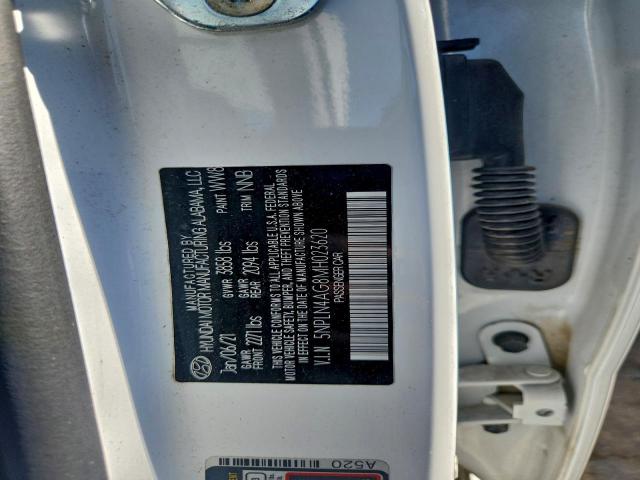 MANUFACTURED BY
HYUNDAI MOTOR MANUFACTURING ALABAMA, LLC
Jan/06/21 GVWR 3858 lbs PAINT WW8
GAWR FRONT 2271 lbs GAWR REAR 2094 lbs TRIM NNB
THIS VEHICLE CONFORMS TO ALL APPLICABLE U.S.A. FEDERAL
MOTOR VEHICLE SAFETY, BUMPER, AND THEFT PREVENTION STANDARDS
IN EFFECT ON THE DATE OF MANUFACTURE SHOWN ABOVE
V.I.N 5NPLN4AG8MH023620
PASSENGER CAR
A520